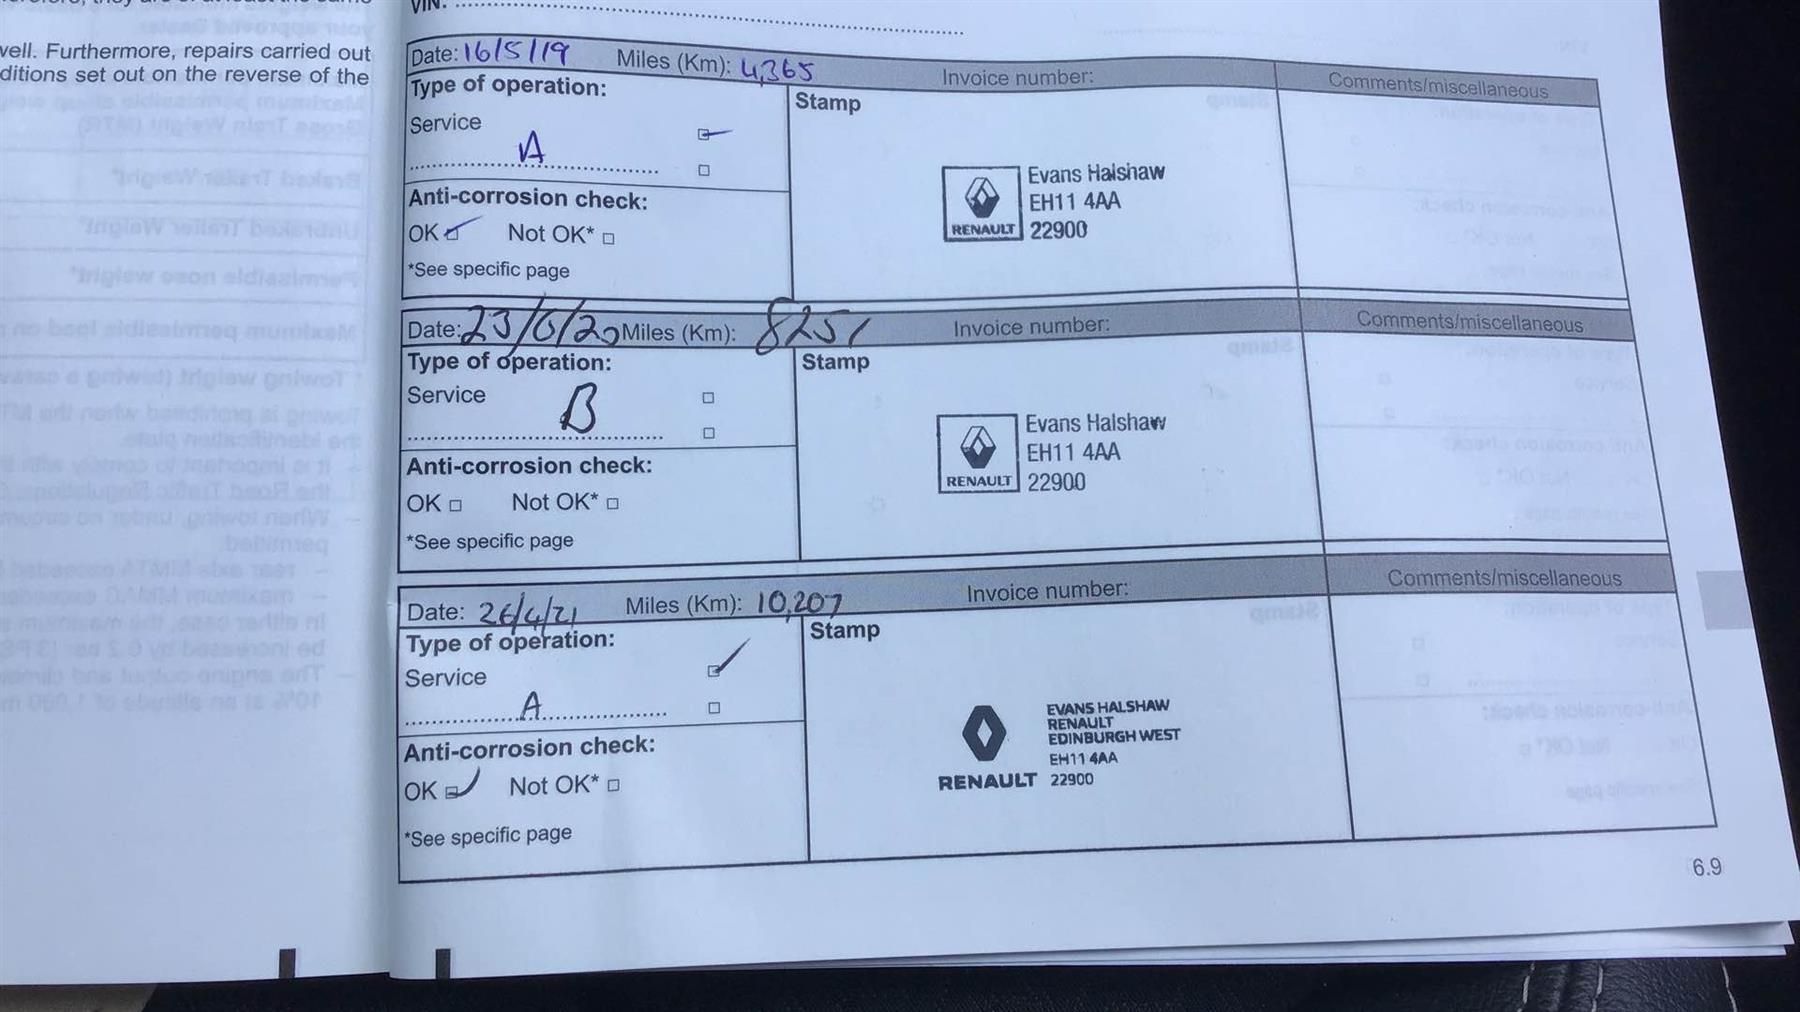 vell. Furthermore, repairs carried out
ditions set out on the reverse of the
VIN:
Date: 16/5/19 Miles (Km): 4,365 Invoice number: Comments/miscellaneous
Type of operation: Stamp
Service
A
Anti-corrosion check:
OK Not OK*
*See specific page
Evans Halshaw
EH11 4AA
RENAULT 22900
Date: Miles (Km): 8251 Invoice number: Comments/miscellaneous
Type of operation: Stamp
Service
B
Anti-corrosion check:
OK Not OK*
*See specific page
Evans Halshaw
EH11 4AA
RENAULT 22900
Date: 26/4/21 Miles (Km): 10,207 Invoice number: Comments/miscellaneous
Type of operation: Stamp
Service
A
Anti-corrosion check:
OK Not OK*
*See specific page
EVANS HALSHAW
RENAULT
EDINBURGH WEST
EH11 4AA
RENAULT 22900
6.9